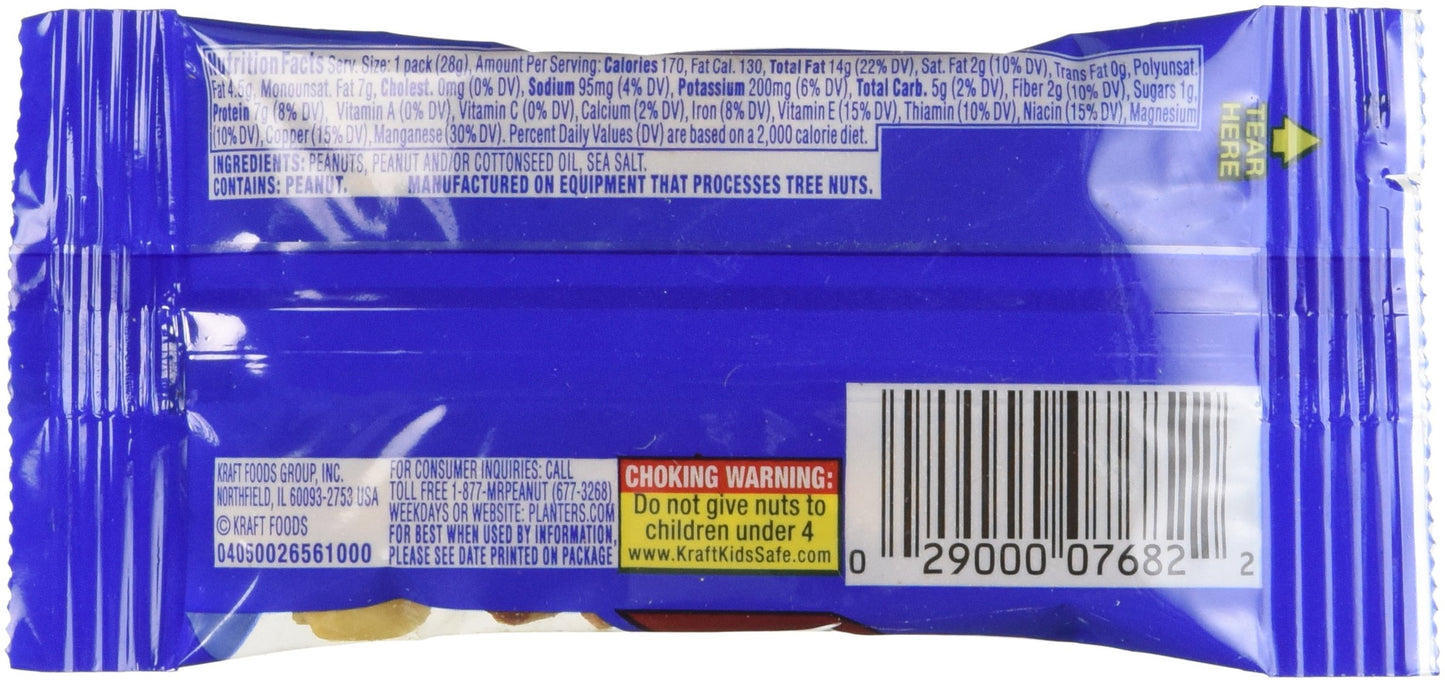 Nutrition Facts Serv. Size: 1 pack (28g), Amount Per Serving: Calories 170, Fat Cal. 130, Total Fat 14g (22% DV), Sat. Fat 2g (10% DV), Trans Fat 0g, Polyunsat.
Fat 4.5g, Monounsat. Fat 7g, Cholest. 0mg (0% DV), Sodium 95mg (4% DV), Potassium 200mg (6% DV), Total Carb. 5g (2% DV), Fiber 2g (10% DV), Sugars 1g,
Protein 7g (8% DV), Vitamin A (0% DV), Vitamin C (0% DV), Calcium (2% DV), Iron (8% DV), Vitamin E (15% DV), Thiamin (10% DV), Niacin (15% DV), Magnesium
(10% DV), Copper (15% DV), Manganese (30% DV). Percent Daily Values (DV) are based on a 2,000 calorie diet.
INGREDIENTS: PEANUTS, PEANUT AND/OR COTTONSEED OIL, SEA SALT.
CONTAINS: PEANUT. MANUFACTURED ON EQUIPMENT THAT PROCESSES TREE NUTS.
TEAR
HERE
KRAFT FOODS GROUP, INC.
NORTHFIELD, IL 60093-2753 USA
© KRAFT FOODS
04050026561000
FOR CONSUMER INQUIRIES: CALL
TOLL FREE 1-877-MRPEANUT (677-3268)
WEEKDAYS OR WEBSITE: PLANTERS.COM
FOR BEST WHEN USED BY INFORMATION,
PLEASE SEE DATE PRINTED ON PACKAGE
CHOKING WARNING:
Do not give nuts to
children under 4
www.KraftKidsSafe.com
0 29000 07682 2